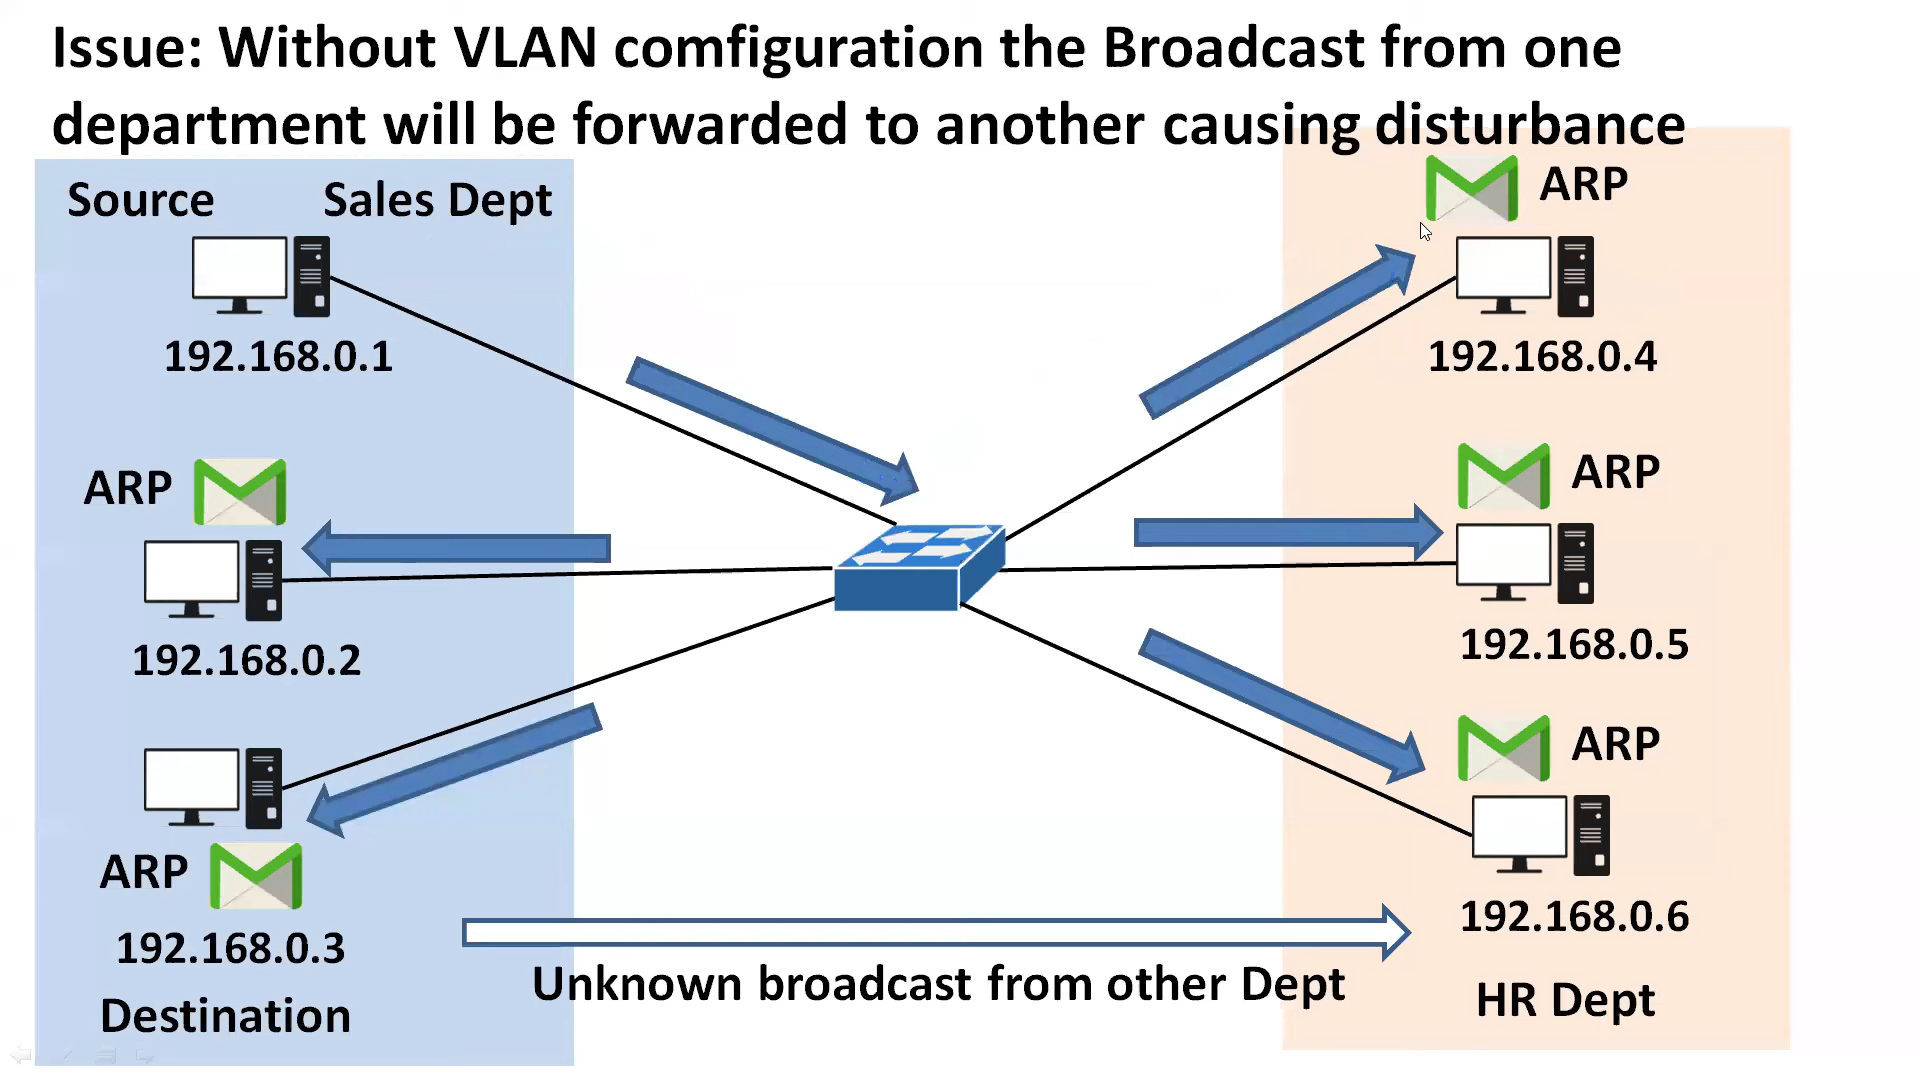 Issue: Without VLAN comfiguration the Broadcast from one
department will be forwarded to another causing disturbance
Source
Sales Dept
192.168.0.1
ARP
192.168.0.2
ARP
192.168.0.3
Destination
ARP
192.168.0.4
ARP
192.168.0.5
ARP
192.168.0.6
HR Dept
Unknown broadcast from other Dept